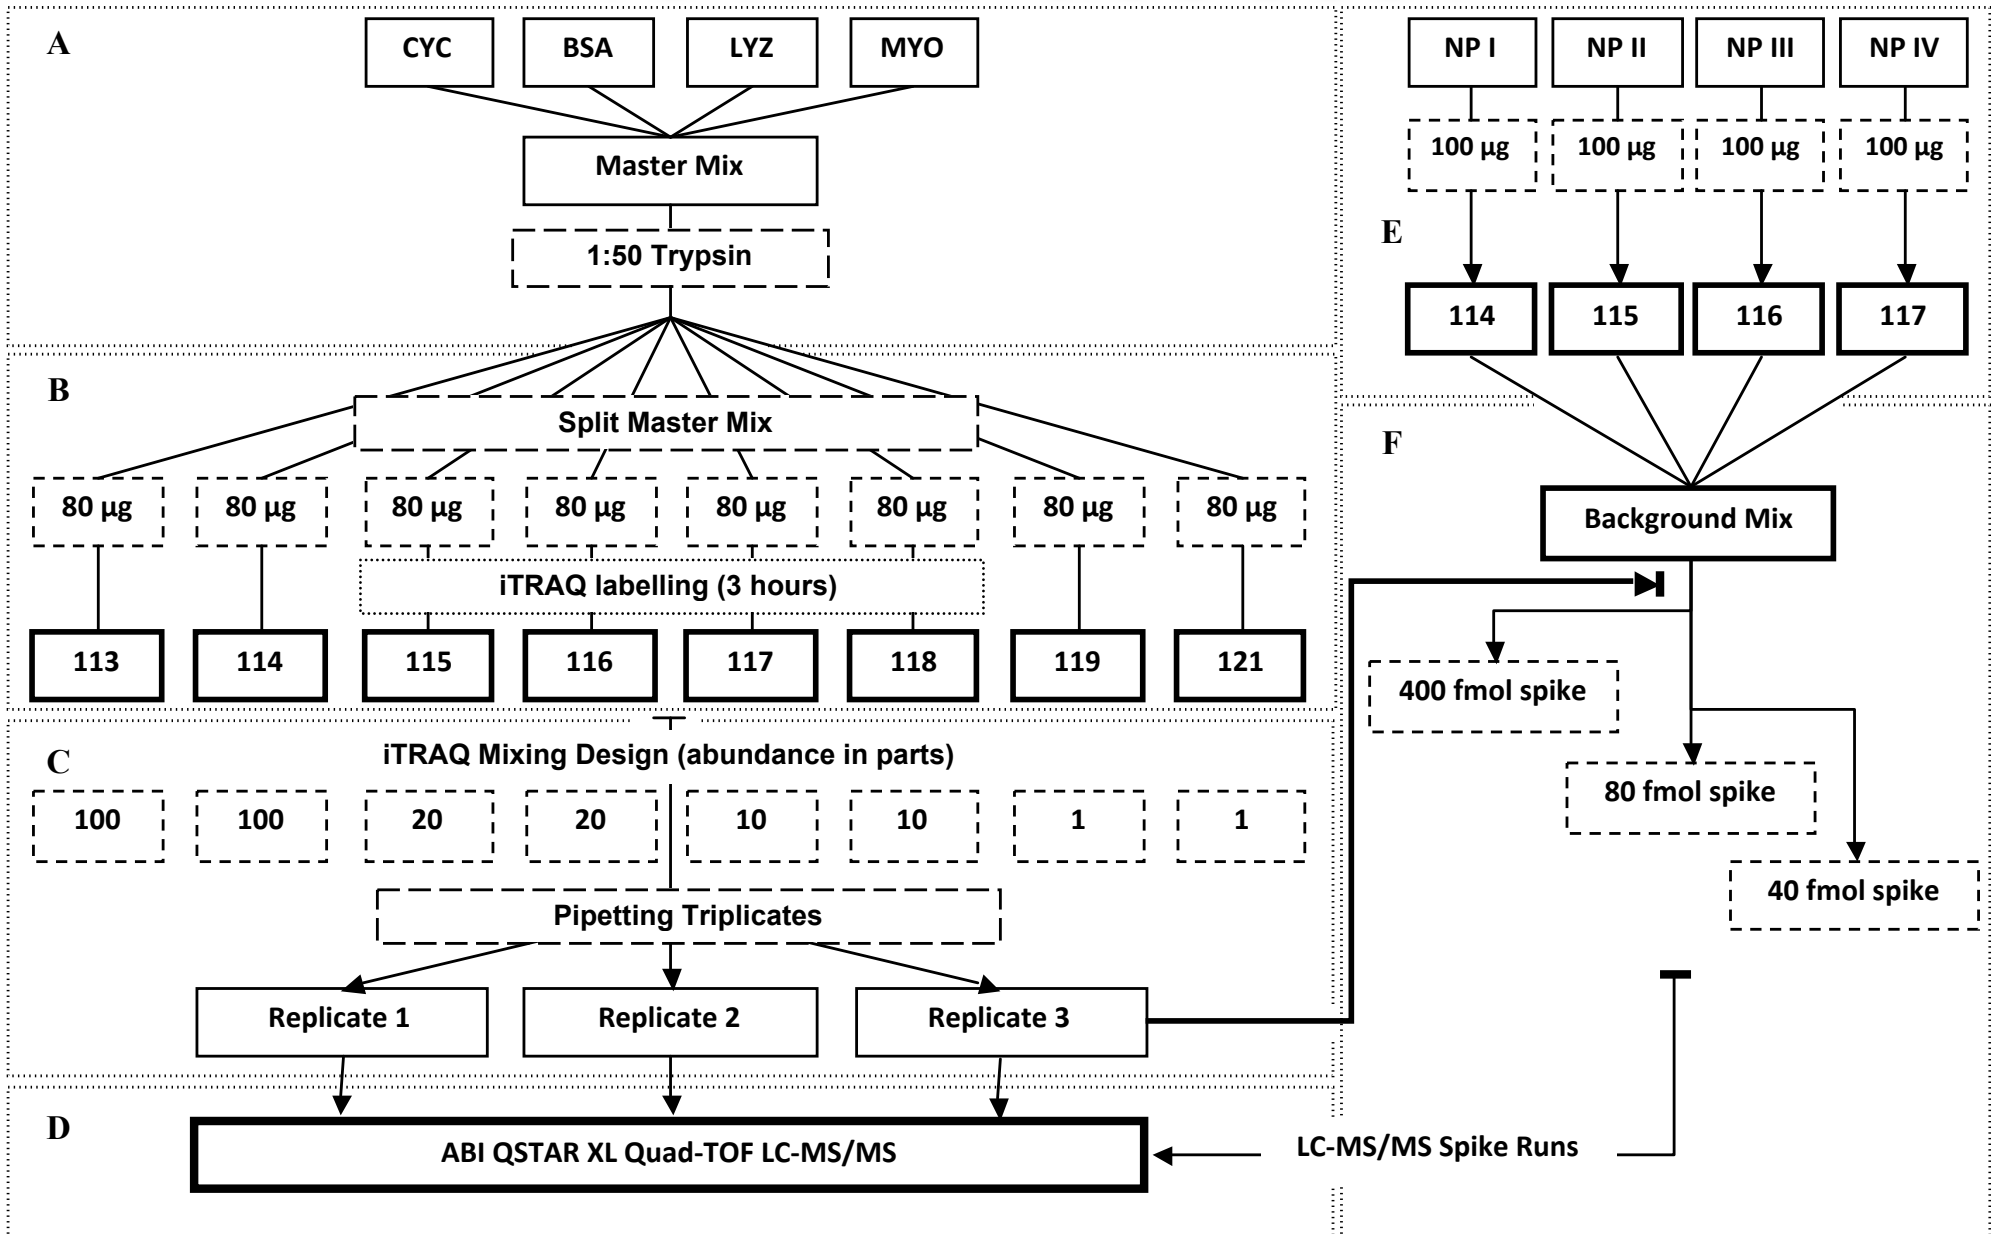 A
CYC BSA LYZ MYO
Master Mix
1:50 Trypsin
B
Split Master Mix
80 µg 80 µg 80 µg 80 µg 80 µg 80 µg 80 µg 80 µg
iTRAQ labelling (3 hours)
113 114 115 116 117 118 119 121
C
iTRAQ Mixing Design (abundance in parts)
100 100 20 20 10 10 1 1
Pipetting Triplicates
Replicate 1 Replicate 2 Replicate 3
D
ABI QSTAR XL Quad-TOF LC-MS/MS
NP I NP II NP III NP IV
100 µg 100 µg 100 µg 100 µg
E
114 115 116 117
F
Background Mix
400 fmol spike
80 fmol spike
40 fmol spike
LC-MS/MS Spike Runs